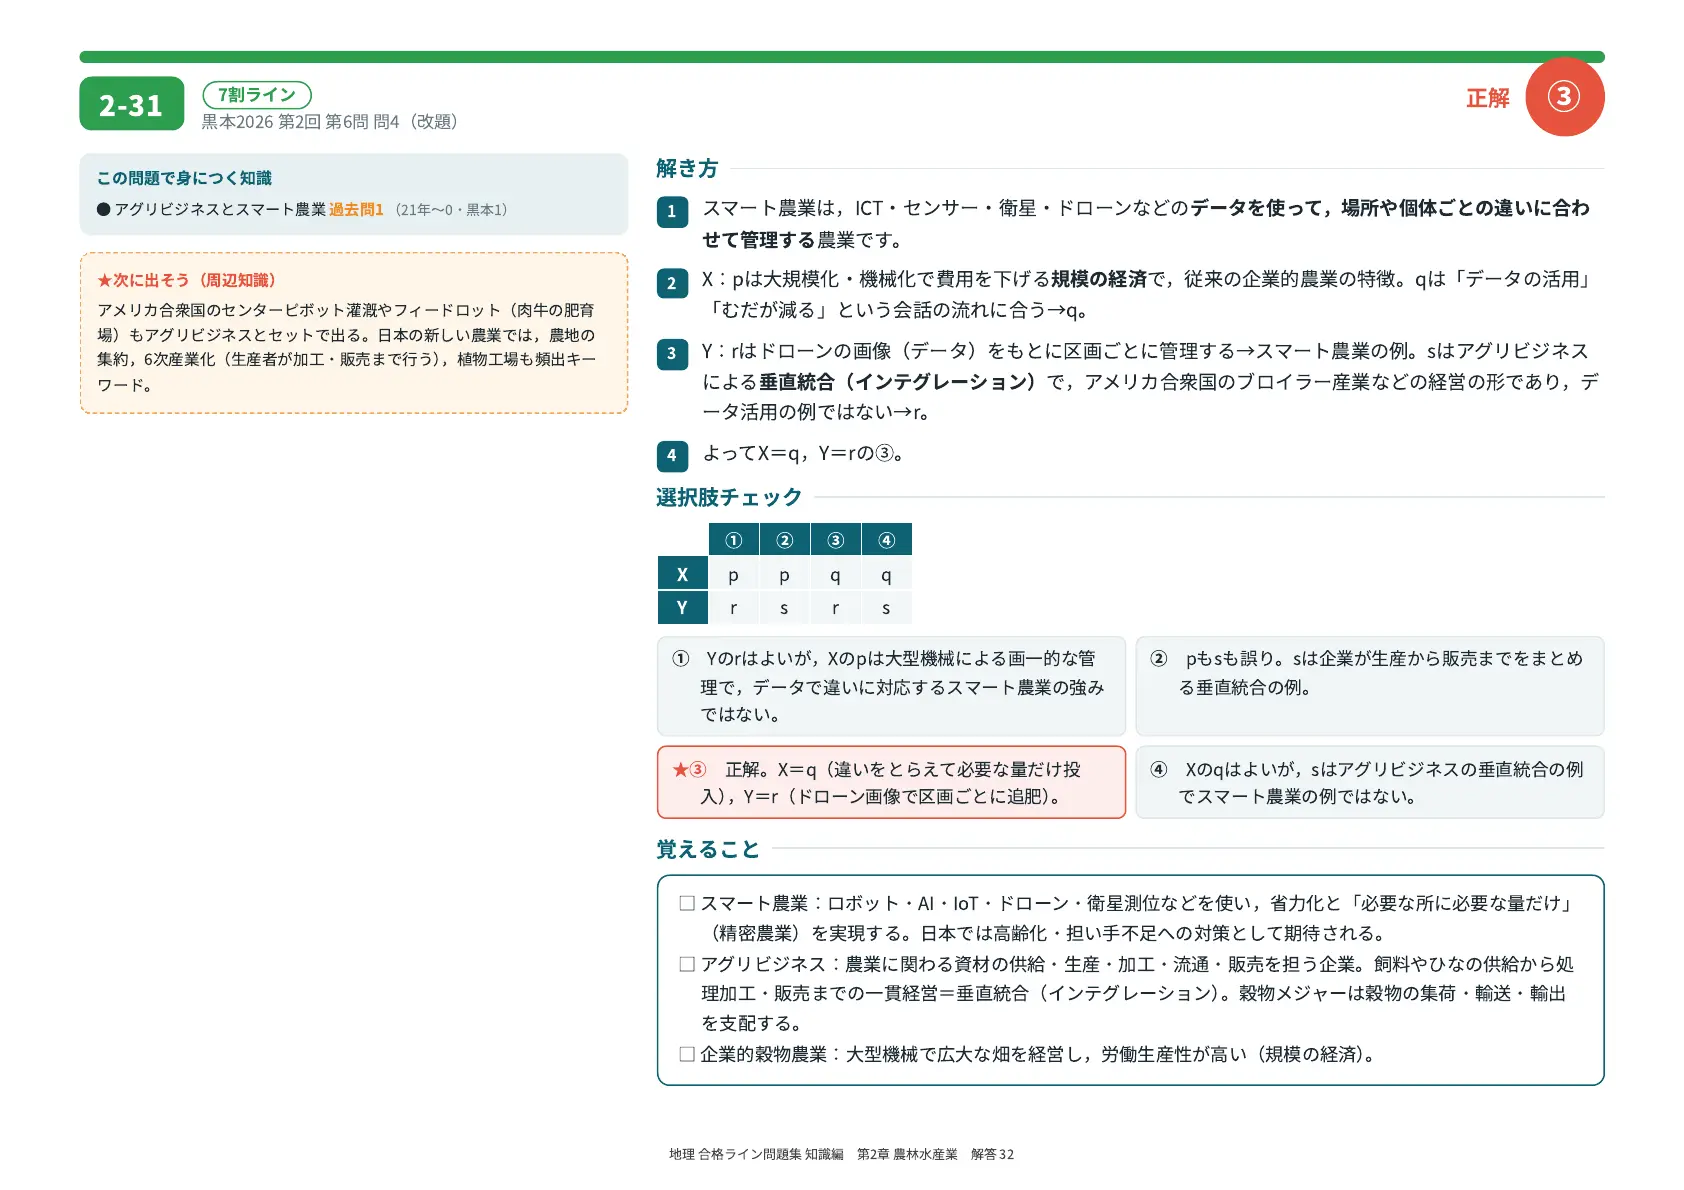 2-31
7割ライン
黒本2026 第2回 第6問 問4（改題）
正解 ③
この問題で身につく知識
● アグリビジネスとスマート農業 過去問1 （21年〜0・黒本1）
★次に出そう（周辺知識）
アメリカ合衆国のセンターピボット灌漑やフィードロット（肉牛の肥育
場）もアグリビジネスとセットで出る。日本の新しい農業では，農地の
集約，6次産業化（生産者が加工・販売まで行う），植物工場も頻出キー
ワード。
解き方
1 スマート農業は，ICT・センサー・衛星・ドローンなどのデータを使って，場所や個体ごとの違いに合わ
せて管理する農業です。
2 X：pは大規模化・機械化で費用を下げる規模の経済で，従来の企業的農業の特徴。qは「データの活用」
「むだが減る」という会話の流れに合う→q。
3 Y：rはドローンの画像（データ）をもとに区画ごとに管理する→スマート農業の例。sはアグリビジネス
による垂直統合（インテグレーション）で，アメリカ合衆国のブロイラー産業などの経営の形であり，デ
ータ活用の例ではない→r。
4 よってX＝q，Y＝rの③。
選択肢チェック
① ② ③ ④
X p p q q
Y r s r s
① Yのrはよいが，Xのpは大型機械による画一的な管
理で，データで違いに対応するスマート農業の強み
ではない。
② pもsも誤り。sは企業が生産から販売までをまとめ
る垂直統合の例。
★③ 正解。X＝q（違いをとらえて必要な量だけ投
入），Y＝r（ドローン画像で区画ごとに追肥）。
④ Xのqはよいが，sはアグリビジネスの垂直統合の例
でスマート農業の例ではない。
覚えること
□ スマート農業：ロボット・AI・IoT・ドローン・衛星測位などを使い，省力化と「必要な所に必要な量だけ」
（精密農業）を実現する。日本では高齢化・担い手不足への対策として期待される。
□ アグリビジネス：農業に関わる資材の供給・生産・加工・流通・販売を担う企業。飼料やひなの供給から処
理加工・販売までの一貫経営＝垂直統合（インテグレーション）。穀物メジャーは穀物の集荷・輸送・輸出
を支配する。
□ 企業的穀物農業：大型機械で広大な畑を経営し，労働生産性が高い（規模の経済）。
地理 合格ライン問題集 知識編 第2章 農林水産業 解答 32